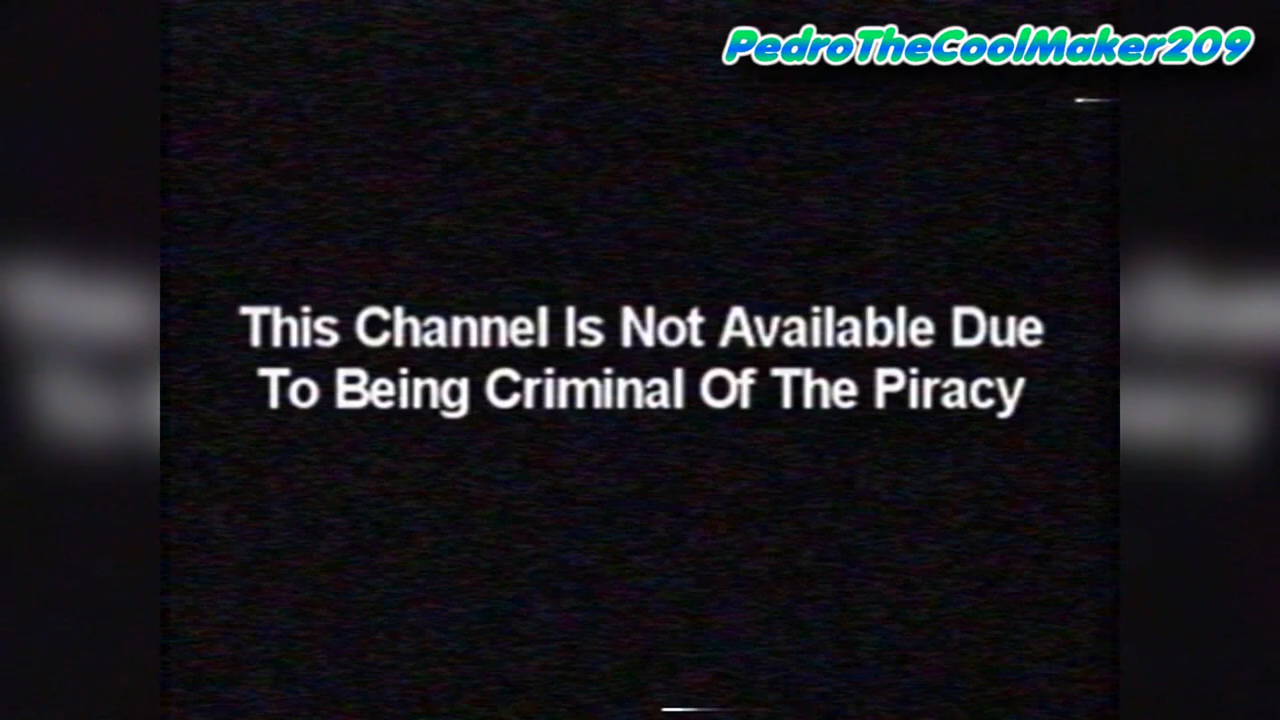 PedroTheCoolMaker209
This Channel Is Not Available Due
To Being Criminal Of The Piracy